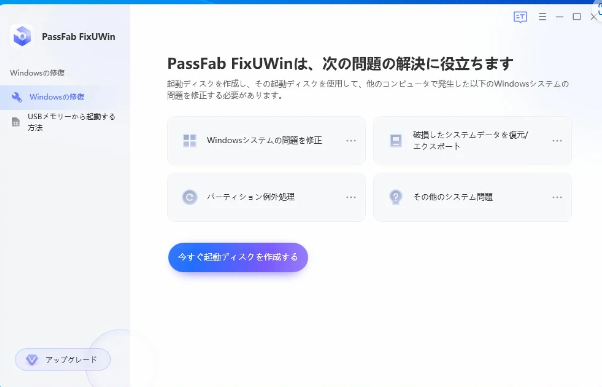 PassFab FixUWin
Windowsの修復
Windowsの修復
USBメモリーから起動する
方法
アップグレード
PassFab FixUWinは、次の問題の解決に役立ちます
起動ディスクを作成し、その起動ディスクを使用して、他のコンピュータで発生した以下のWindowsシステムの
問題を修正する必要があります。
Windowsシステムの問題を修正
破損したシステムデータを復元/
エクスポート
パーティション例外処理
その他のシステム問題
今すぐ起動ディスクを作成する